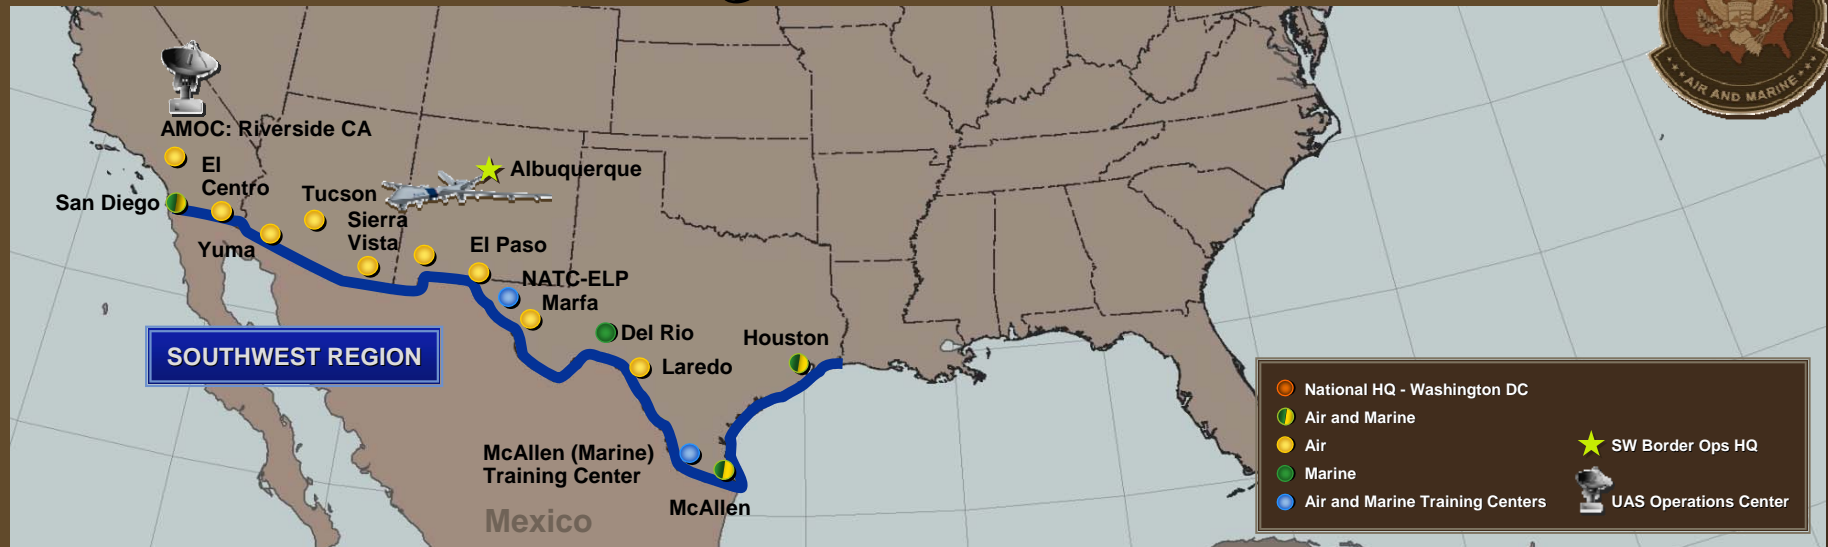 AIR AND MARINE
AMOC: Riverside CA
El
Centro
San Diego
Yuma
Tucson
Sierra
Vista
Albuquerque
El Paso
NATC-ELP
Marfa
Del Rio
Laredo
Houston
SOUTHWEST REGION
McAllen (Marine)
Training Center
McAllen
Mexico
National HQ - Washington DC
Air and Marine
Air
Marine
Air and Marine Training Centers
SW Border Ops HQ
UAS Operations Center